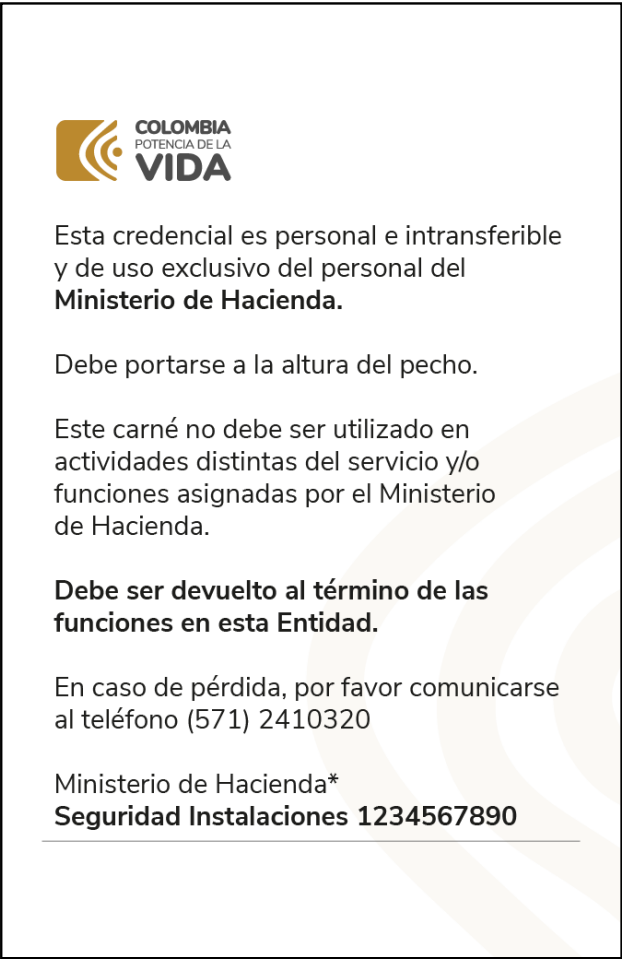 COLOMBIA
POTENCIA DE LA
VIDA
Esta credencial es personal e intransferible
y de uso exclusivo del personal del
Ministerio de Hacienda.
Debe portarse a la altura del pecho.
Este carné no debe ser utilizado en
actividades distintas del servicio y/o
funciones asignadas por el Ministerio
de Hacienda.
Debe ser devuelto al término de las
funciones en esta Entidad.
En caso de pérdida, por favor comunicarse
al teléfono (571) 2410320
Ministerio de Hacienda*
Seguridad Instalaciones 1234567890